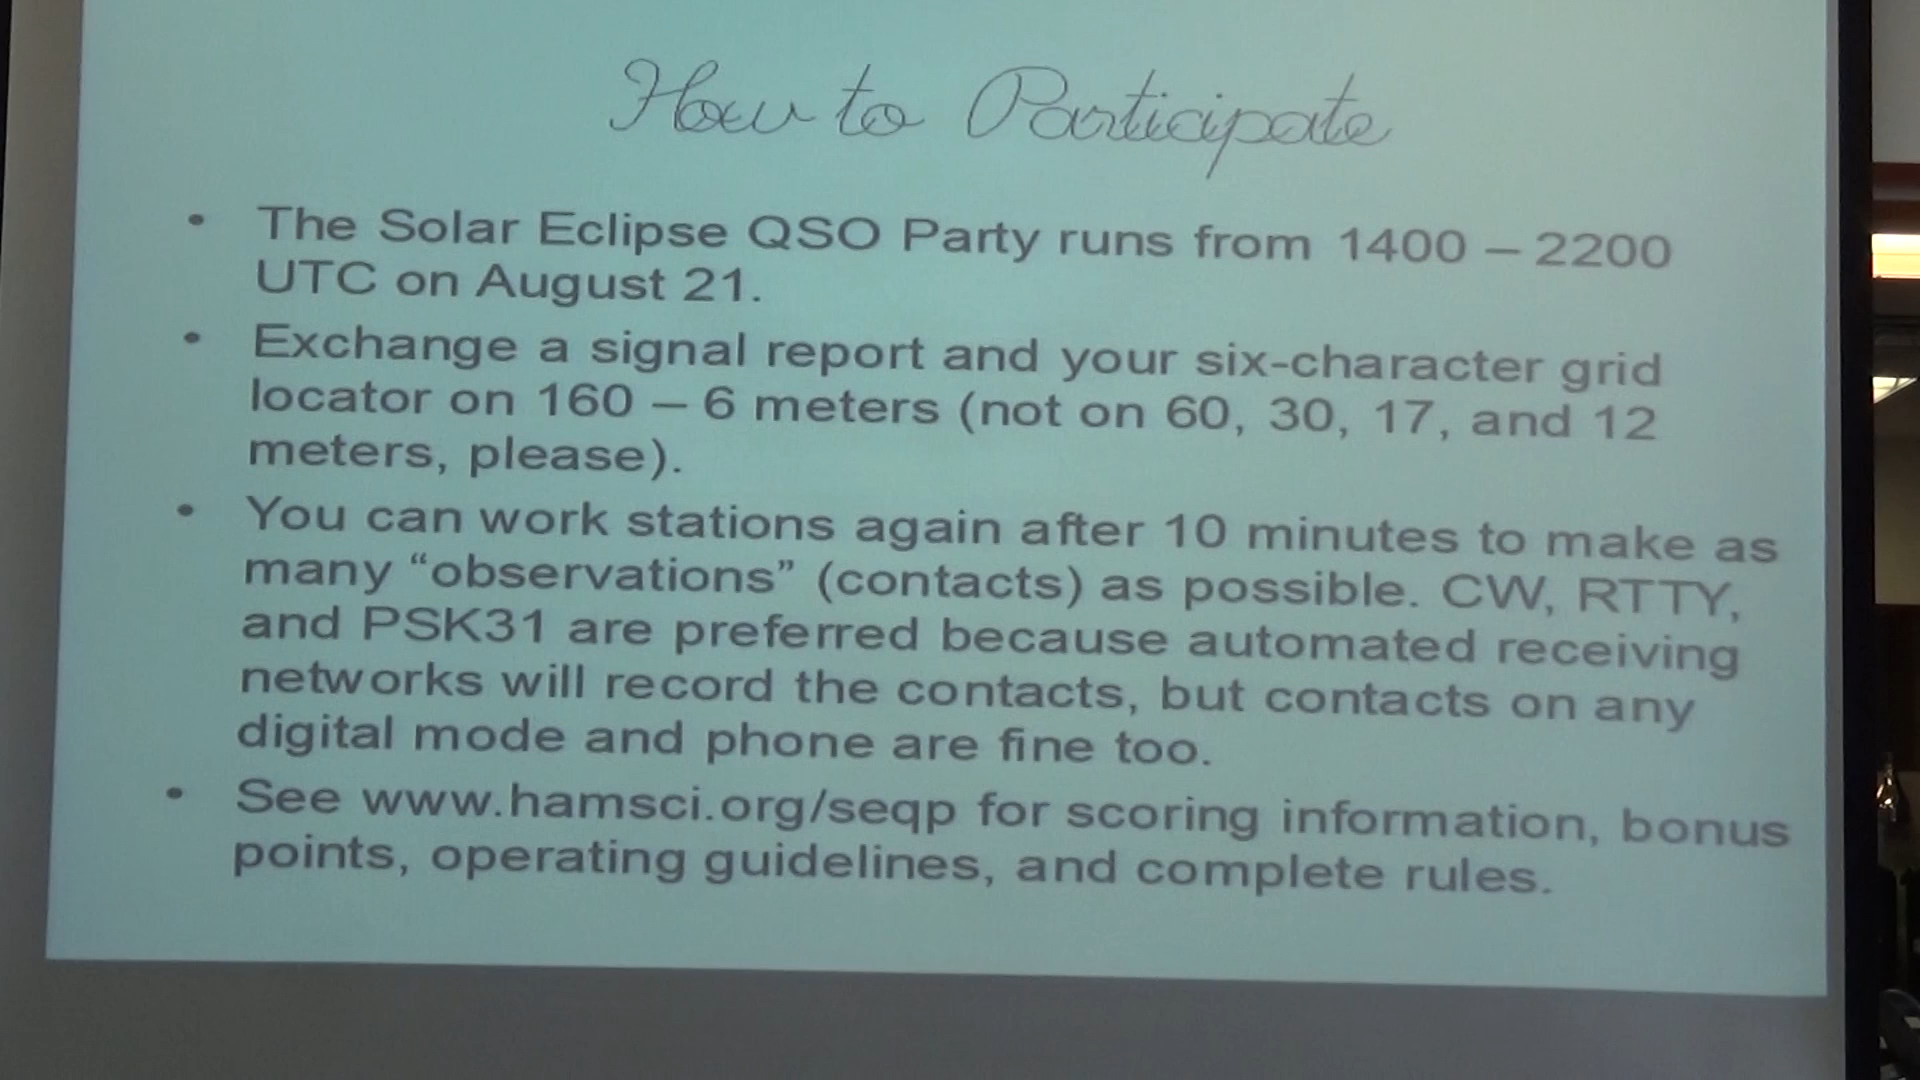 How to Participate
• The Solar Eclipse QSO Party runs from 1400 – 2200
UTC on August 21.
• Exchange a signal report and your six-character grid
locator on 160 – 6 meters (not on 60, 30, 17, and 12
meters, please).
• You can work stations again after 10 minutes to make as
many “observations” (contacts) as possible. CW, RTTY,
and PSK31 are preferred because automated receiving
networks will record the contacts, but contacts on any
digital mode and phone are fine too.
• See www.hamsci.org/seqp for scoring information, bonus
points, operating guidelines, and complete rules.